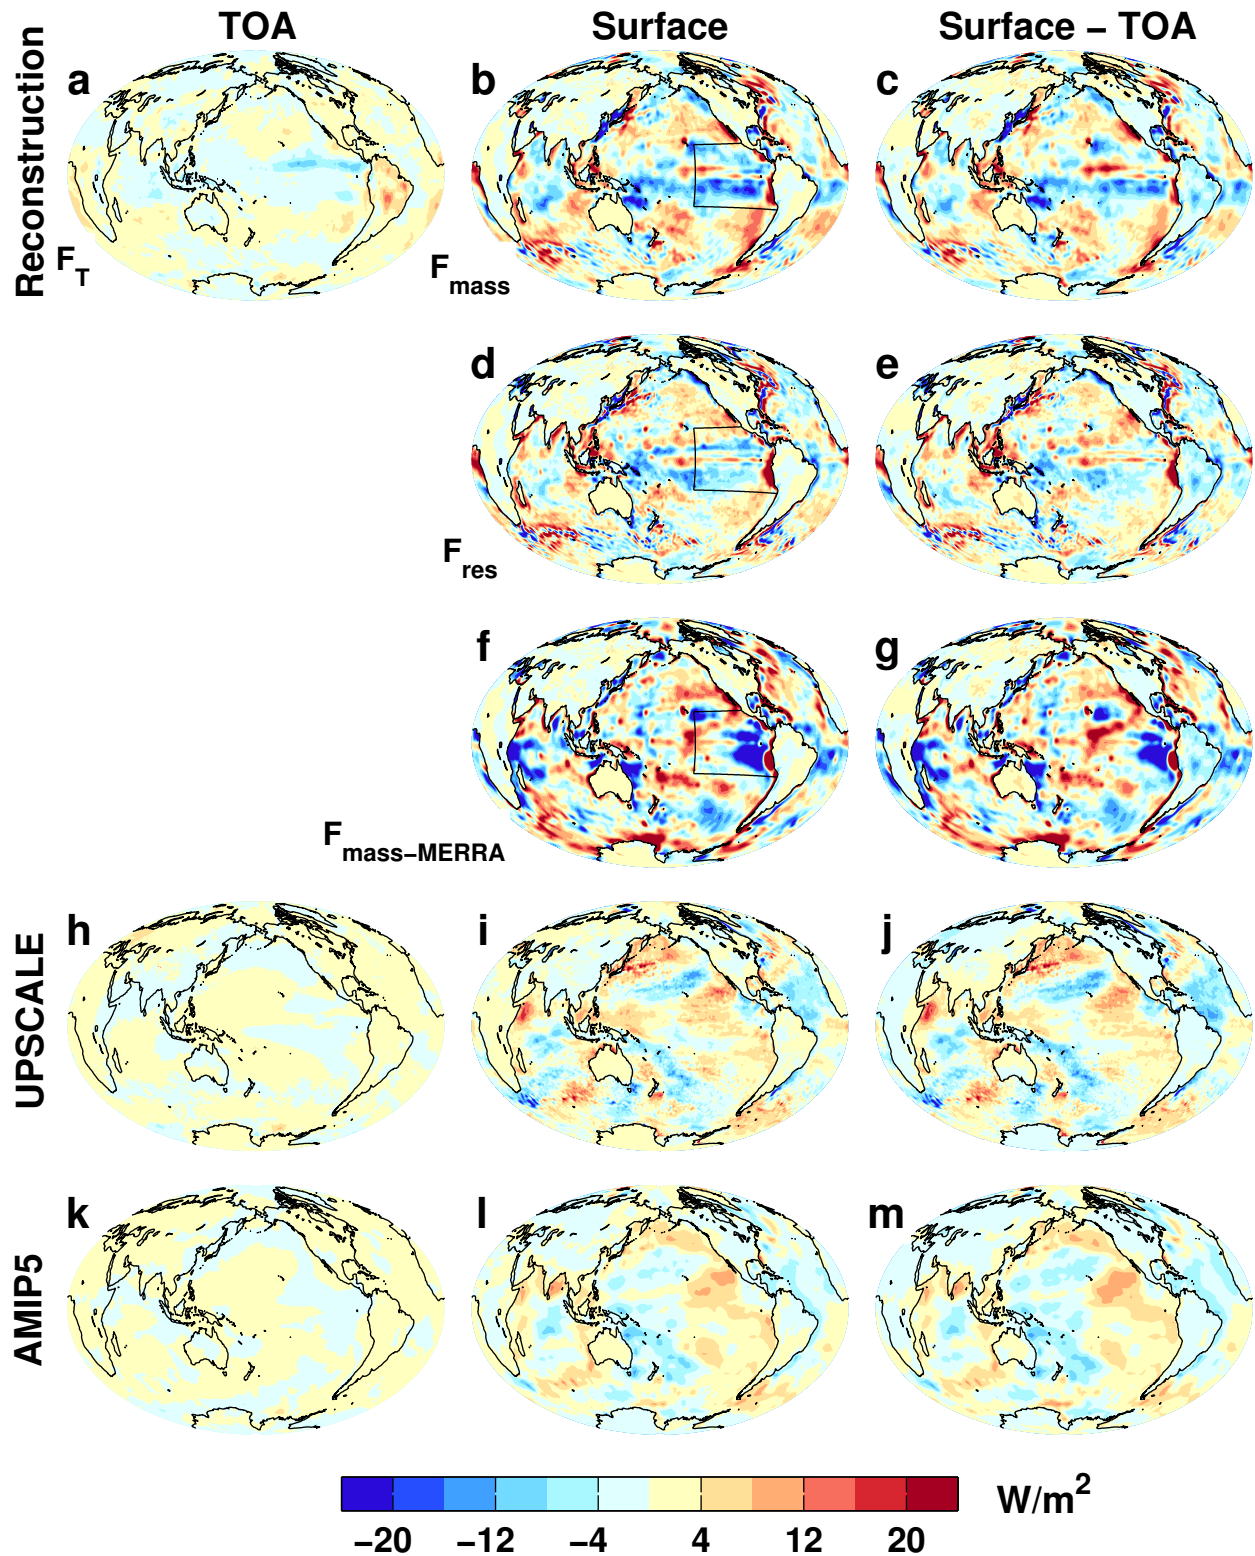 TOA
Surface
Surface – TOA
Reconstruction
a
b
c
F_T
F_mass
d
e
F_res
f
g
F_mass–MERRA
UPSCALE
h
i
j
AMIP5
k
l
m
W/m²
–20
–12
–4
4
12
20